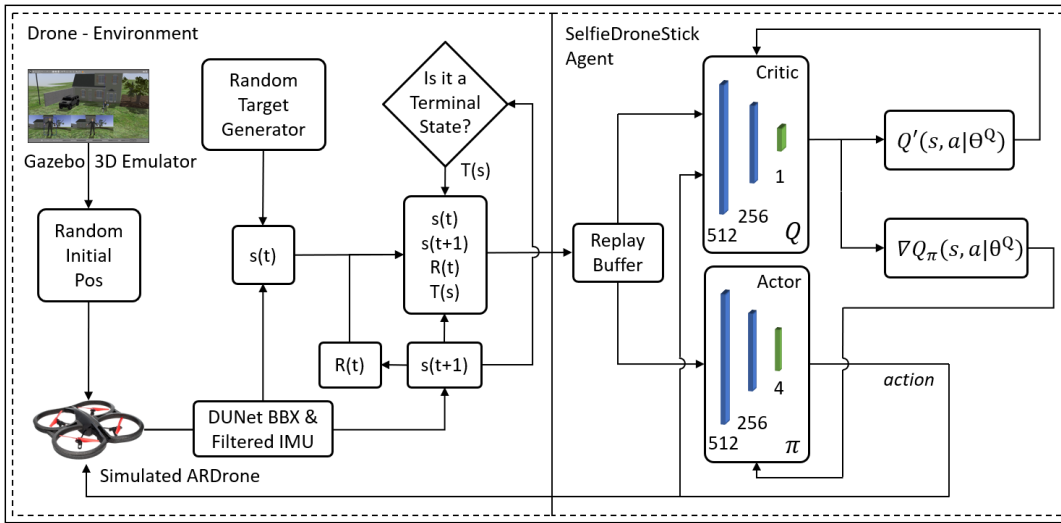 Drone - Environment
Gazebo 3D Emulator
Random
Initial
Pos
Simulated ARDrone
Random
Target
Generator
s(t)
DUNet BBX &
Filtered IMU
Is it a
Terminal
State?
T(s)
s(t)
s(t+1)
R(t)
T(s)
R(t)
s(t+1)
SelfieDroneStick
Agent
Replay
Buffer
Critic
512
256
1
Q
Actor
512
256
4
π
Q′(s, a|Θ^Q)
∇Q_π(s, a|θ^Q)
action